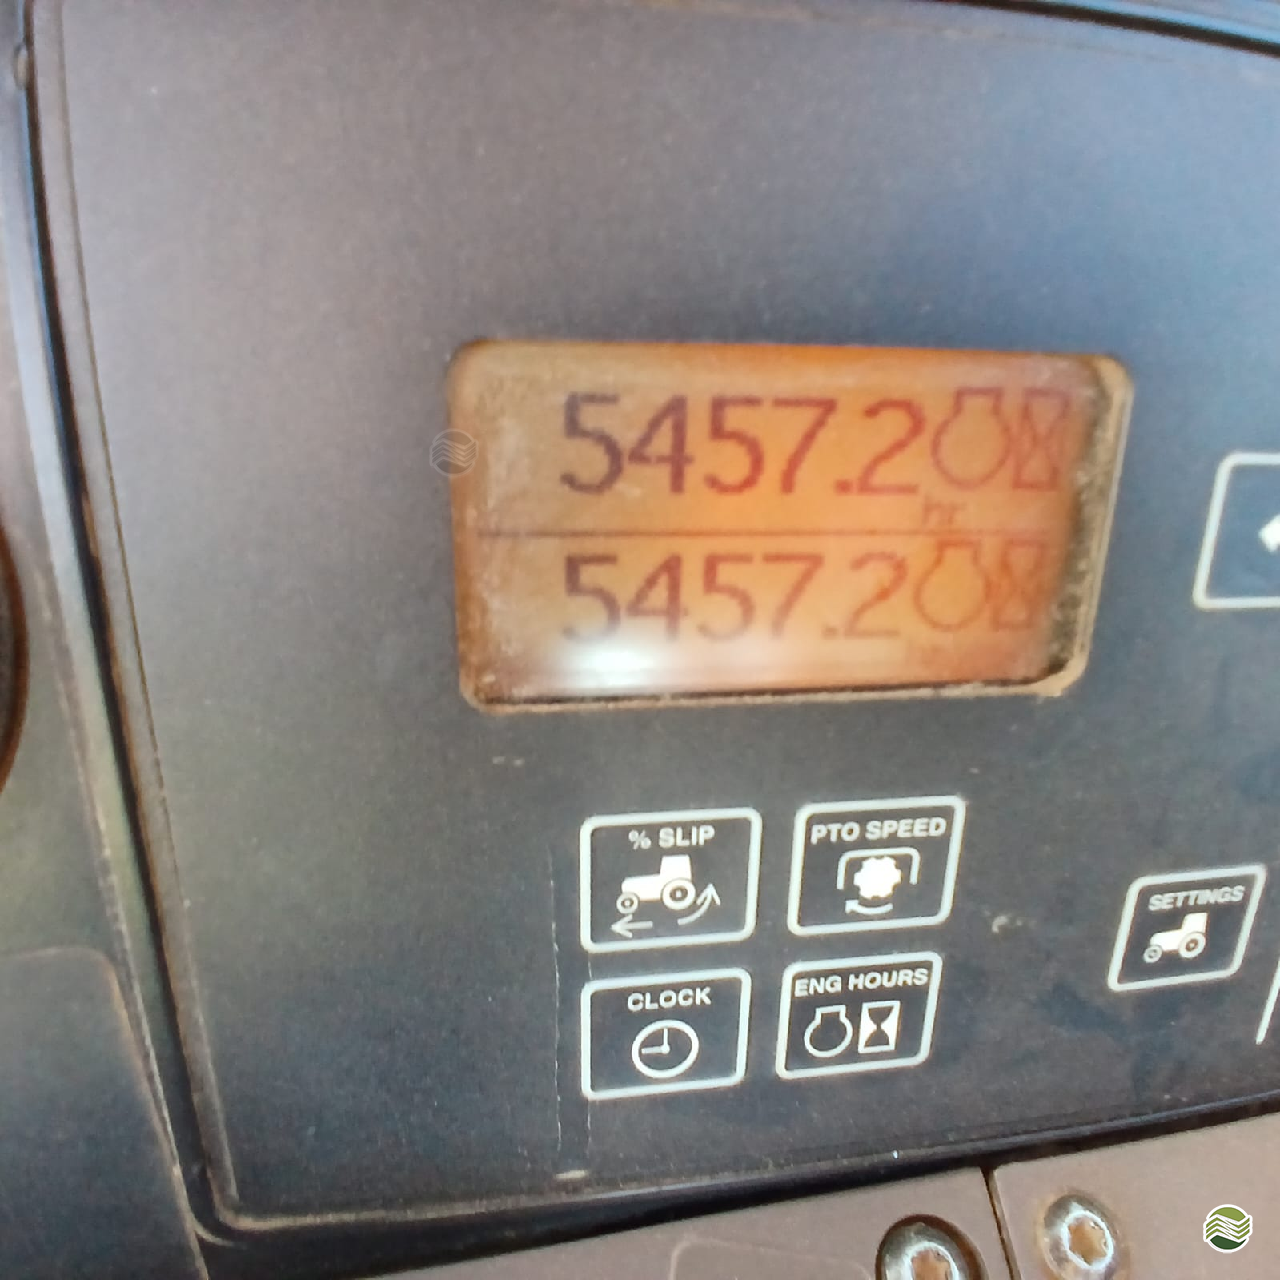 5457.2
hr
5457.2
% SLIP
PTO SPEED
SETTINGS
CLOCK
ENG HOURS